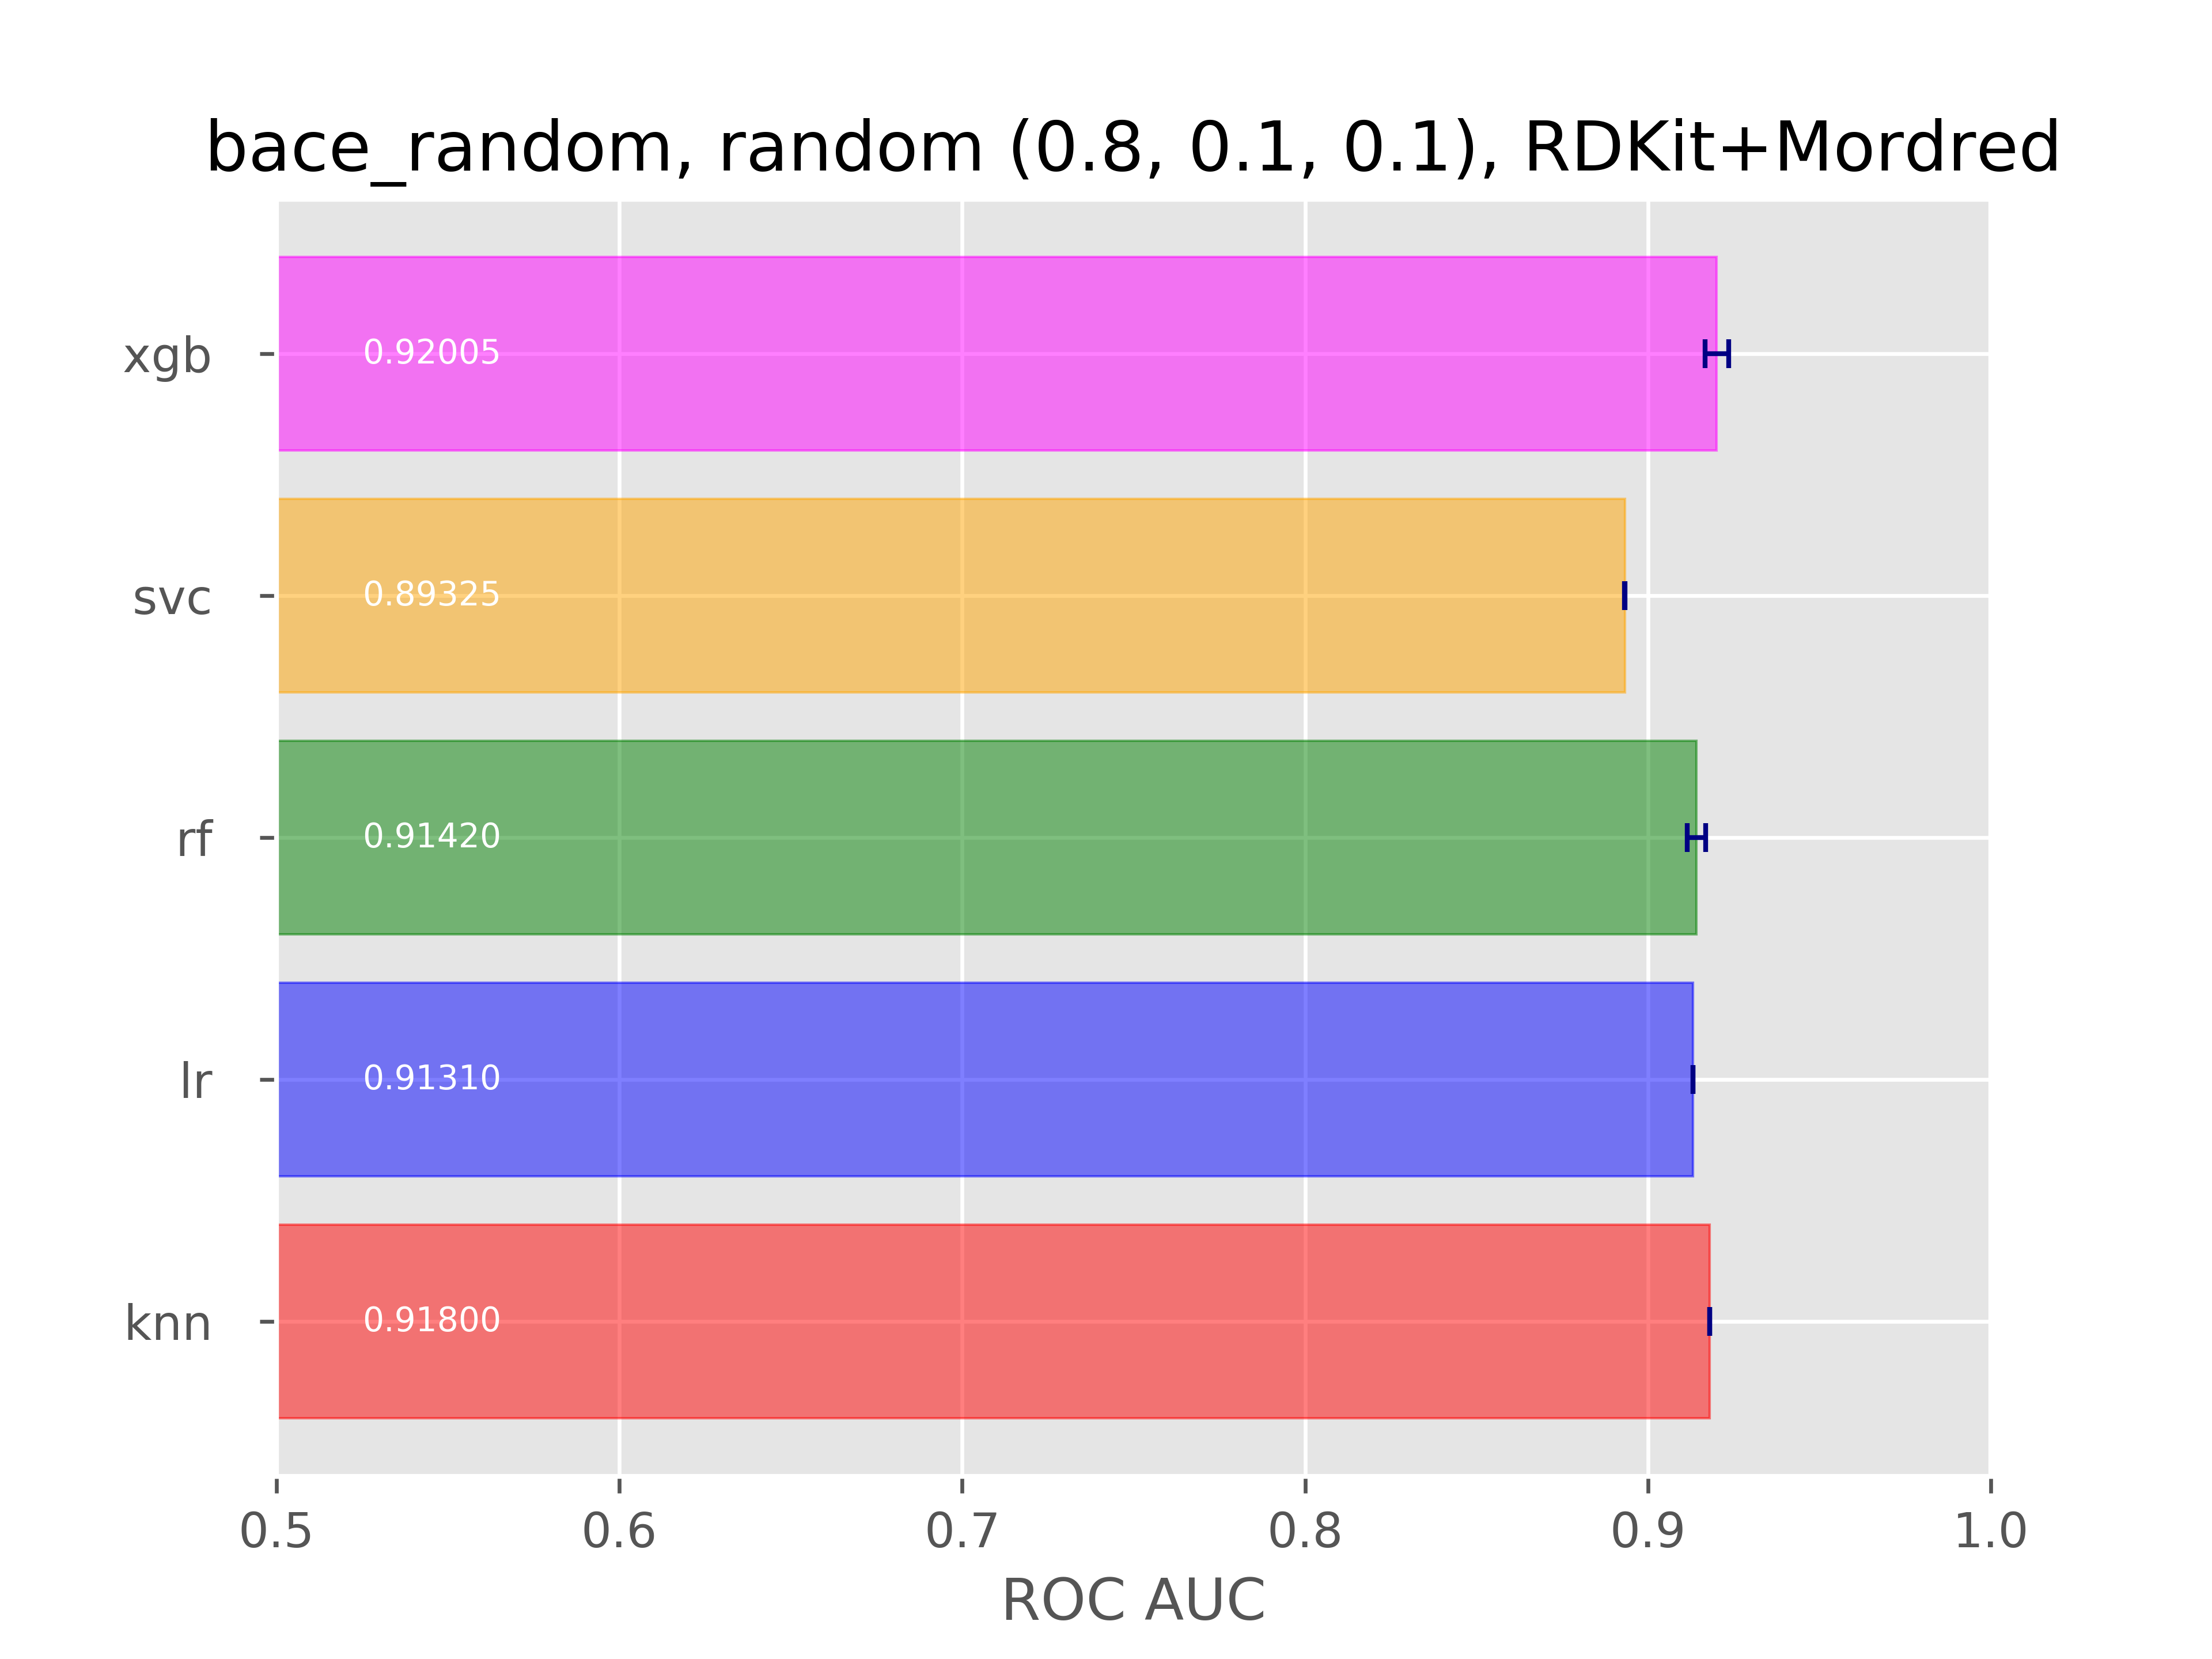 bace_random, random (0.8, 0.1, 0.1), RDKit+Mordred
xgb
0.92005
svc
0.89325
rf
0.91420
lr
0.91310
knn
0.91800
0.5 0.6 0.7 0.8 0.9 1.0
ROC AUC